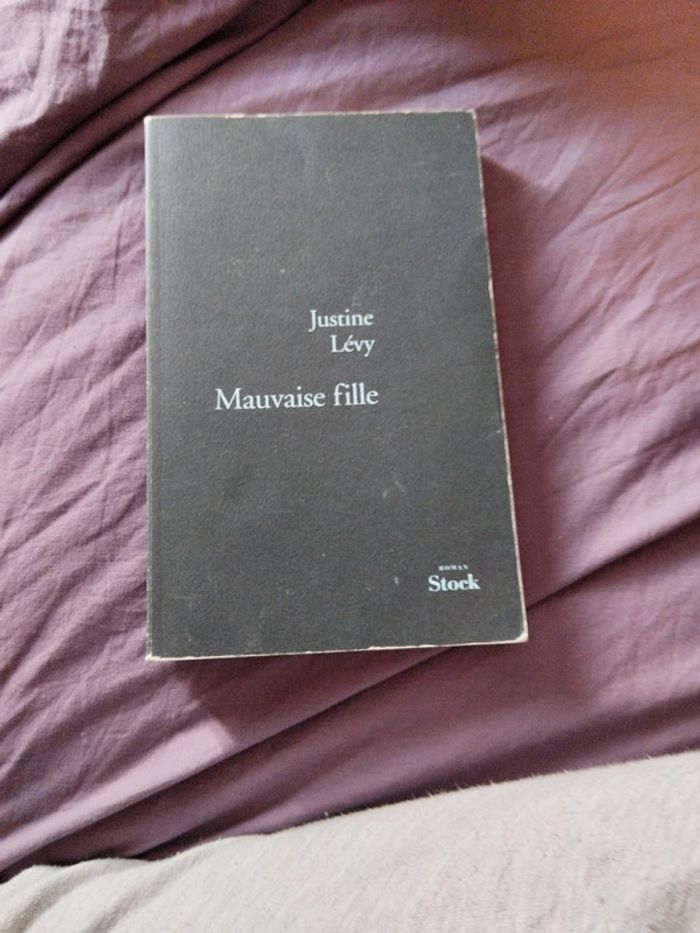 Justine
Lévy
Mauvaise fille
ROMAN
Stock